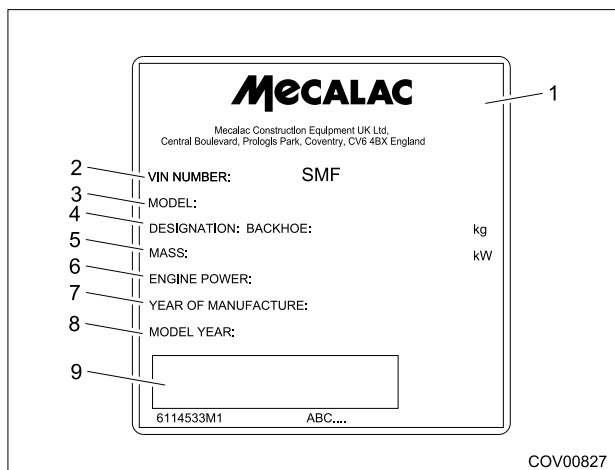 MECALAC
1
Mecalac Construction Equipment UK Ltd,
Central Boulevard, Prologis Park, Coventry, CV6 4BX England
2 VIN NUMBER: SMF
3 MODEL:
4 DESIGNATION: BACKHOE: kg
5 MASS: kW
6 ENGINE POWER:
7 YEAR OF MANUFACTURE:
8 MODEL YEAR:
9
6114533M1 ABC....
COV00827